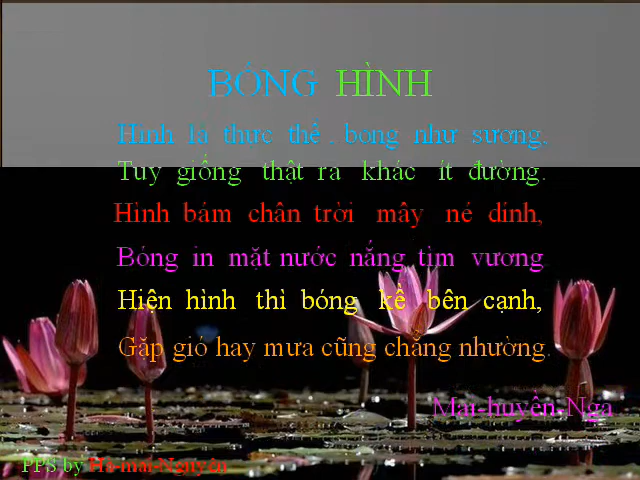 BÓNG HÌNH
Hình là thực thể , bong như sương,
Tuy giống thật ra khác ít đường.
Hình bám chân trời mây né dính,
Bóng in mặt nước nắng tìm vương
Hiện hình thì bóng kề bên cạnh,
Gặp gió hay mưa cũng chẳng nhường.
Mai-huyền-Nga
PPS by Ha-mai-Nguyên